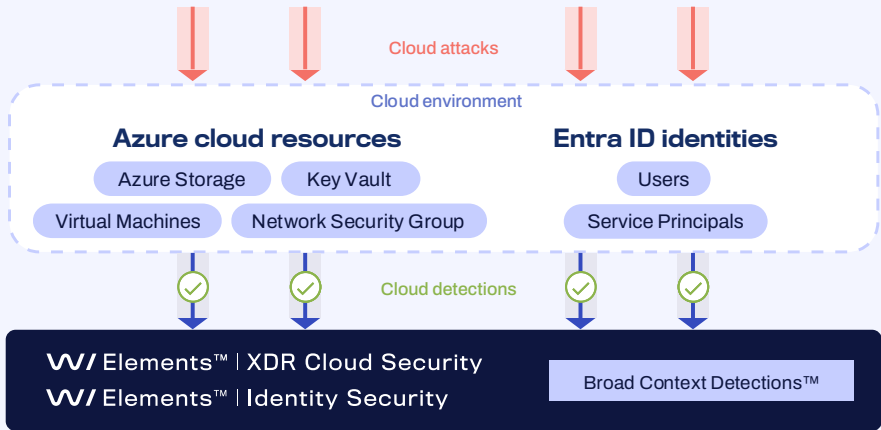 Cloud attacks
Cloud environment
Azure cloud resources
Entra ID identities
Azure Storage
Key Vault
Users
Virtual Machines
Network Security Group
Service Principals
Cloud detections
W/ Elements™ | XDR Cloud Security
W/ Elements™ | Identity Security
Broad Context Detections™